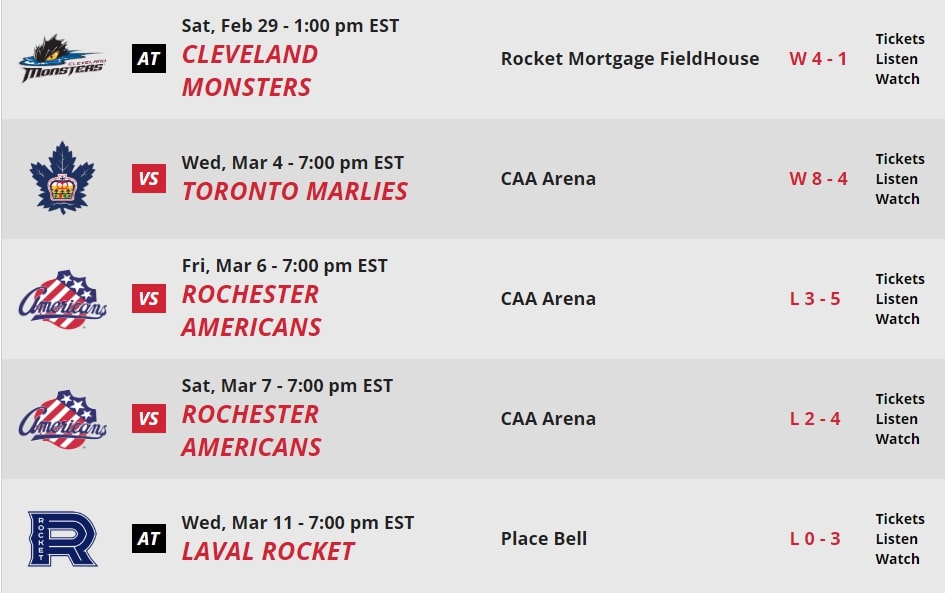 CLEVELAND
MONSTERS
AT
Sat, Feb 29 - 1:00 pm EST
CLEVELAND
MONSTERS
Rocket Mortgage FieldHouse
W 4 - 1
Tickets
Listen
Watch
VS
Wed, Mar 4 - 7:00 pm EST
TORONTO MARLIES
CAA Arena
W 8 - 4
Tickets
Listen
Watch
Americans
VS
Fri, Mar 6 - 7:00 pm EST
ROCHESTER
AMERICANS
CAA Arena
L 3 - 5
Tickets
Listen
Watch
Americans
VS
Sat, Mar 7 - 7:00 pm EST
ROCHESTER
AMERICANS
CAA Arena
L 2 - 4
Tickets
Listen
Watch
R
ROCKET
AT
Wed, Mar 11 - 7:00 pm EST
LAVAL ROCKET
Place Bell
L 0 - 3
Tickets
Listen
Watch